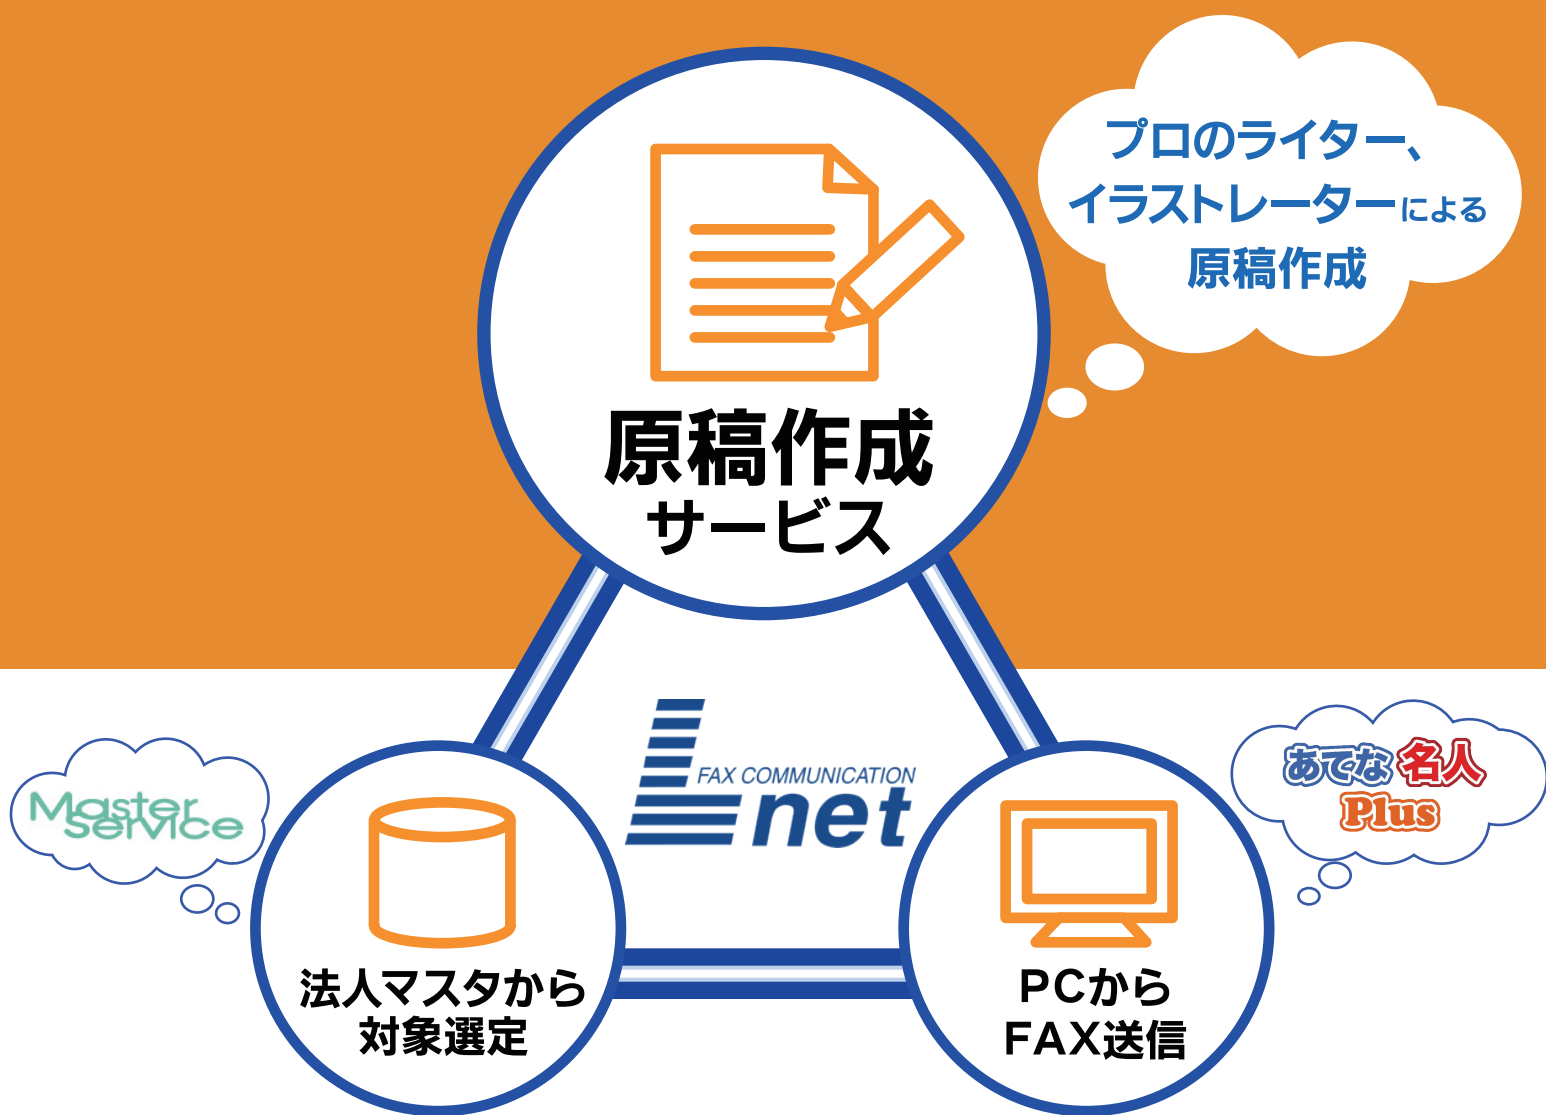 プロのライター、
イラストレーターによる
原稿作成
原稿作成
サービス
FAX COMMUNICATION
Lnet
Master
Service
あてな名人
Plus
法人マスタから
対象選定
PCから
FAX送信